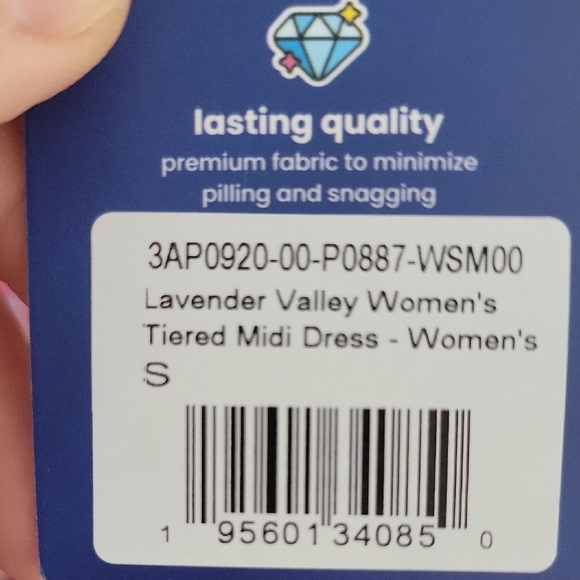 lasting quality
premium fabric to minimize
pilling and snagging
3AP0920-00-P0887-WSM00
Lavender Valley Women's
Tiered Midi Dress - Women's
S
1 95601 34085 0